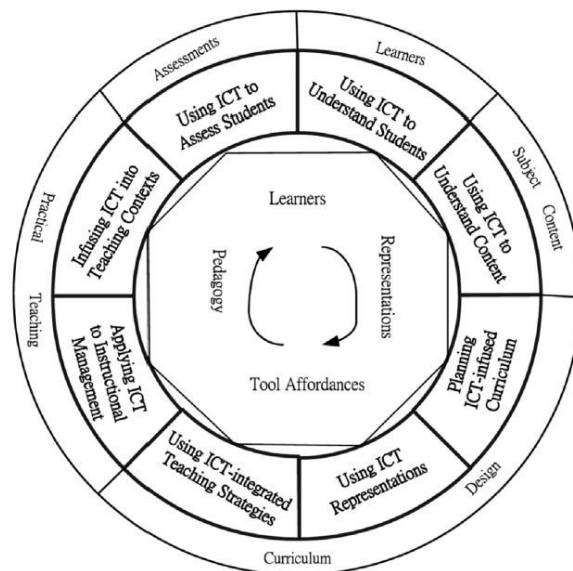 Assessments
Learners
Subject
Content
Design
Curriculum
Teaching
Practical
Using ICT to
Assess Students
Using ICT to
Understand Students
Using ICT to
Understand Content
Planning
ICT-infused
Curriculum
Using ICT
Representations
Using ICT-integrated
Teaching Strategies
Applying ICT
to Instructional
Management
Infusing ICT into
Teaching Contexts
Learners
Representations
Tool Affordances
Pedagogy